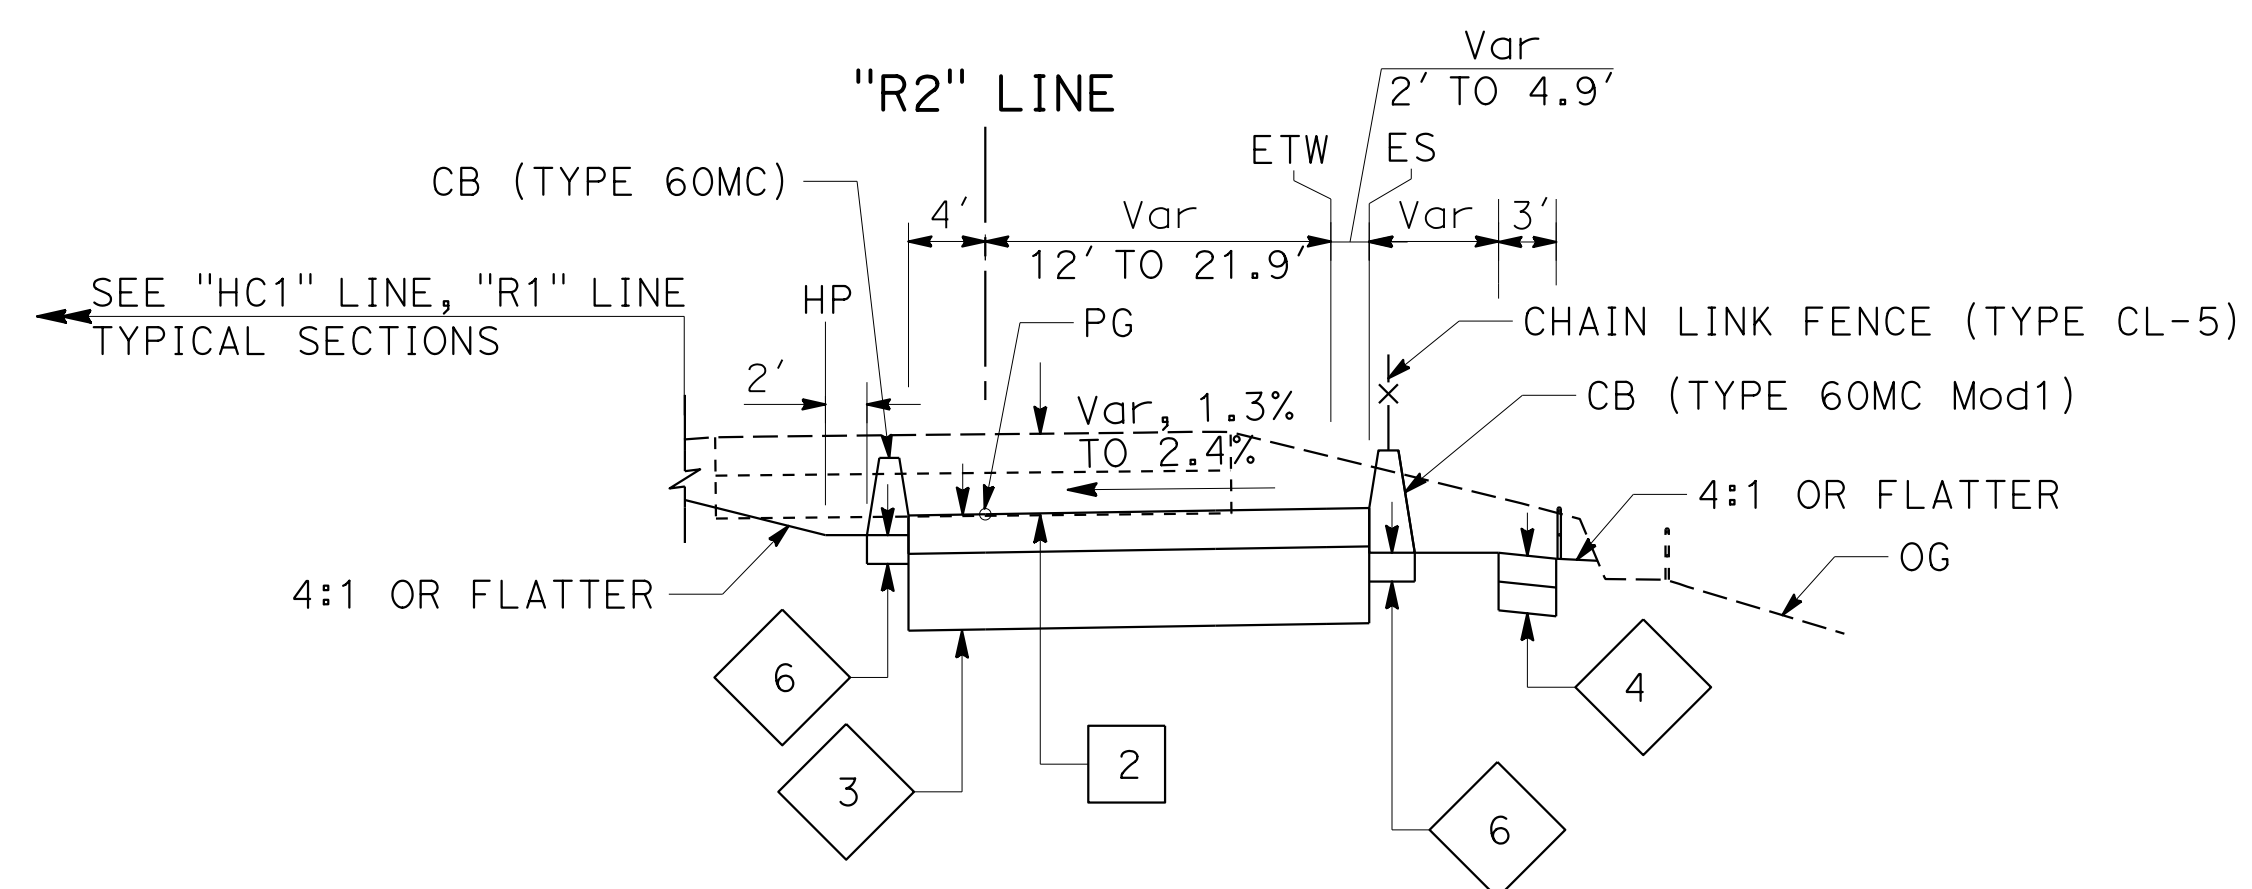 Var
2' TO 4.9'
"R2" LINE
ETW
ES
CB (TYPE 60MC)
4'
Var
Var
3'
12' TO 21.9'
SEE "HC1" LINE, "R1" LINE
TYPICAL SECTIONS
HP
PG
CHAIN LINK FENCE (TYPE CL-5)
2'
Var, 1.3%
TO 2.4%
CB (TYPE 60MC Mod1)
4:1 OR FLATTER
OG
4:1 OR FLATTER
6
4
2
3
6